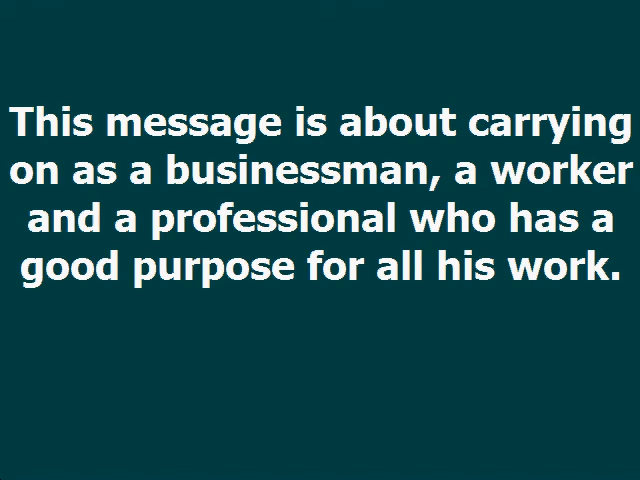 This message is about carrying
on as a businessman, a worker
and a professional who has a
good purpose for all his work.